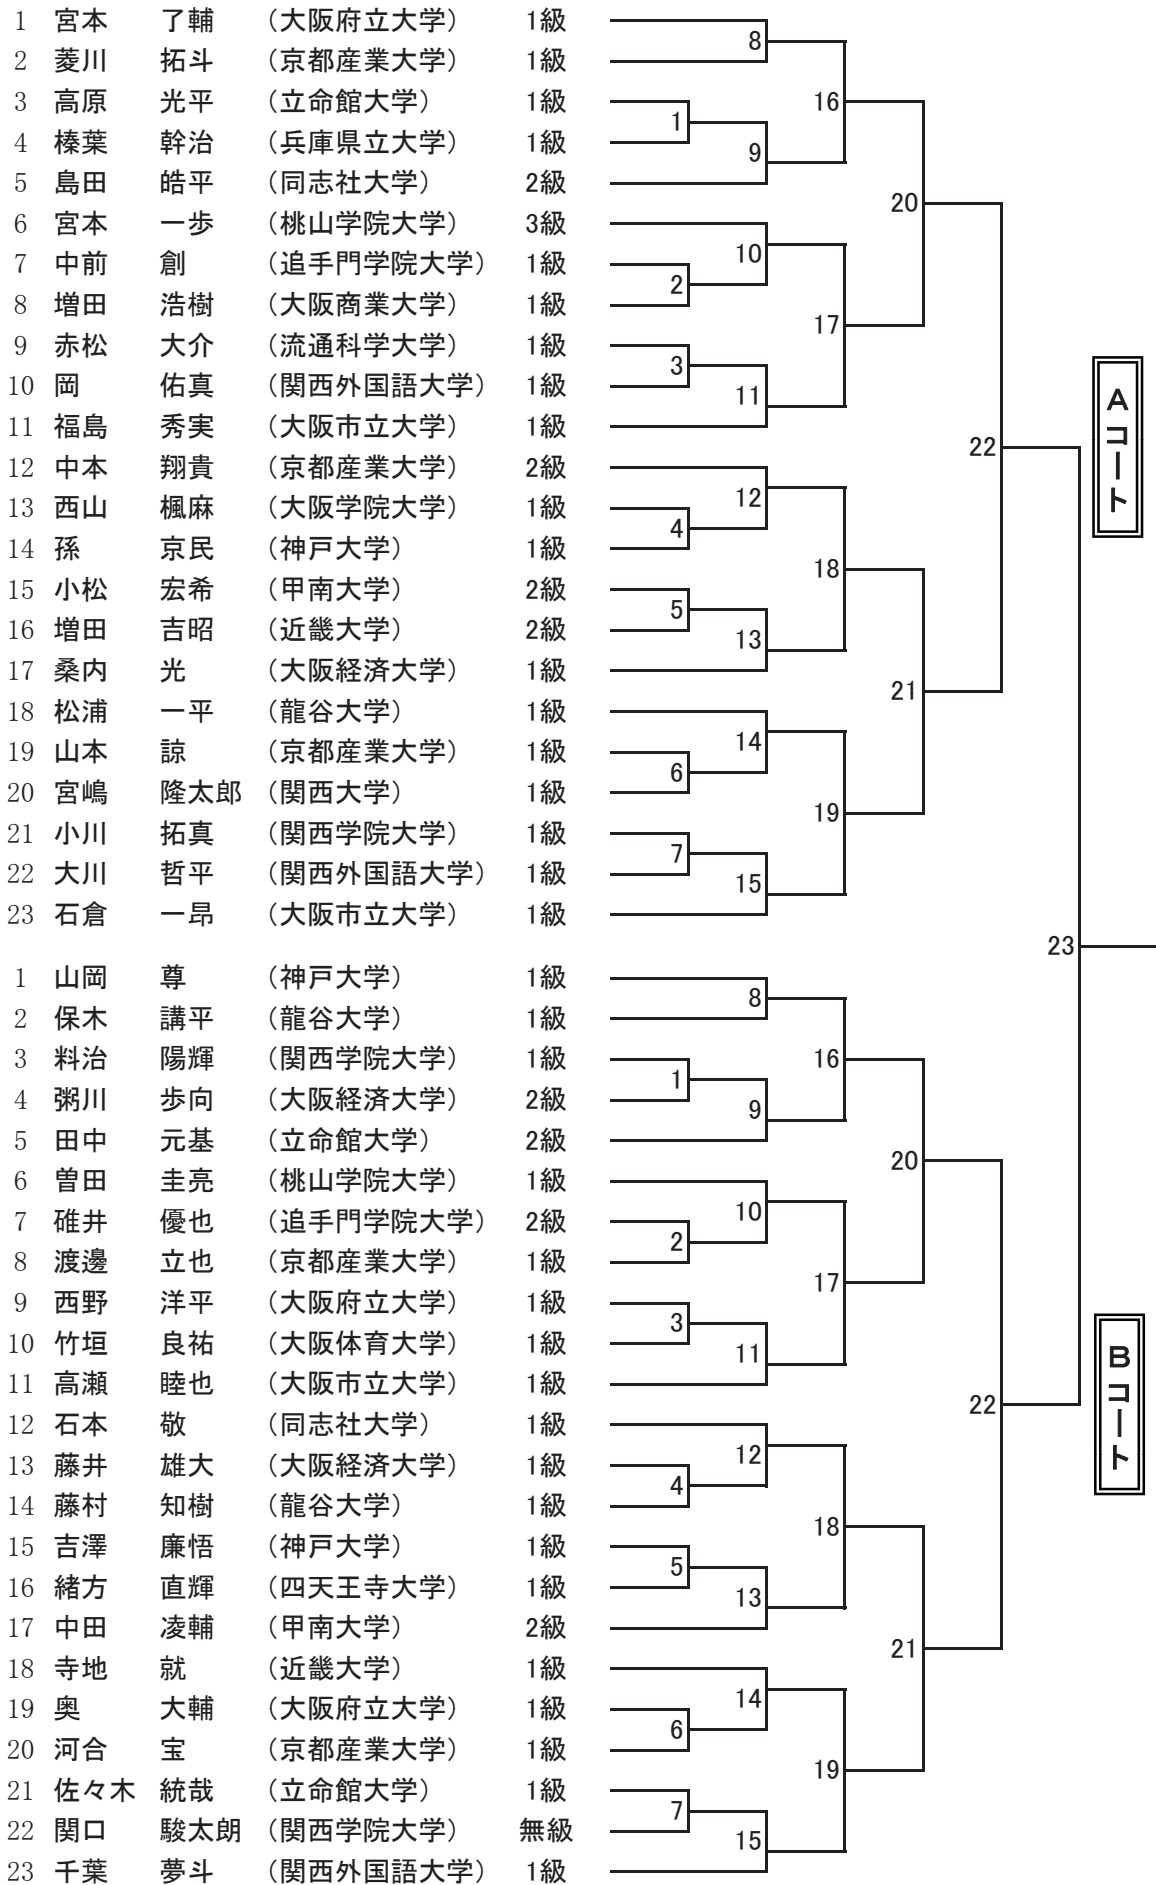 1 宮本 了輔 （大阪府立大学） 1級
2 菱川 拓斗 （京都産業大学） 1級
3 高原 光平 （立命館大学） 1級
4 榛葉 幹治 （兵庫県立大学） 1級
5 島田 皓平 （同志社大学） 2級
6 宮本 一歩 （桃山学院大学） 3級
7 中前 創 （追手門学院大学） 1級
8 増田 浩樹 （大阪商業大学） 1級
9 赤松 大介 （流通科学大学） 1級
10 岡 佑真 （関西外国語大学） 1級
11 福島 秀実 （大阪市立大学） 1級
12 中本 翔貴 （京都産業大学） 2級
13 西山 楓麻 （大阪学院大学） 1級
14 孫 京民 （神戸大学） 1級
15 小松 宏希 （甲南大学） 2級
16 増田 吉昭 （近畿大学） 2級
17 桑内 光 （大阪経済大学） 1級
18 松浦 一平 （龍谷大学） 1級
19 山本 諒 （京都産業大学） 1級
20 宮嶋 隆太郎 （関西大学） 1級
21 小川 拓真 （関西学院大学） 1級
22 大川 哲平 （関西外国語大学） 1級
23 石倉 一昂 （大阪市立大学） 1級
8
16
1
9
20
10
2
17
3
11
22
12
4
18
5
13
21
14
6
19
7
15
Aコート
23
1 山岡 尊 （神戸大学） 1級
2 保木 講平 （龍谷大学） 1級
3 料治 陽輝 （関西学院大学） 1級
4 粥川 歩向 （大阪経済大学） 2級
5 田中 元基 （立命館大学） 2級
6 曽田 圭亮 （桃山学院大学） 1級
7 碓井 優也 （追手門学院大学） 2級
8 渡邊 立也 （京都産業大学） 1級
9 西野 洋平 （大阪府立大学） 1級
10 竹垣 良祐 （大阪体育大学） 1級
11 高瀬 睦也 （大阪市立大学） 1級
12 石本 敬 （同志社大学） 1級
13 藤井 雄大 （大阪経済大学） 1級
14 藤村 知樹 （龍谷大学） 1級
15 吉澤 廉悟 （神戸大学） 1級
16 緒方 直輝 （四天王寺大学） 1級
17 中田 凌輔 （甲南大学） 2級
18 寺地 就 （近畿大学） 1級
19 奥 大輔 （大阪府立大学） 1級
20 河合 宝 （京都産業大学） 1級
21 佐々木 統哉 （立命館大学） 1級
22 関口 駿太朗 （関西学院大学） 無級
23 千葉 夢斗 （関西外国語大学） 1級
8
16
1
9
20
10
2
17
3
11
22
12
4
18
5
13
21
14
6
19
7
15
Bコート